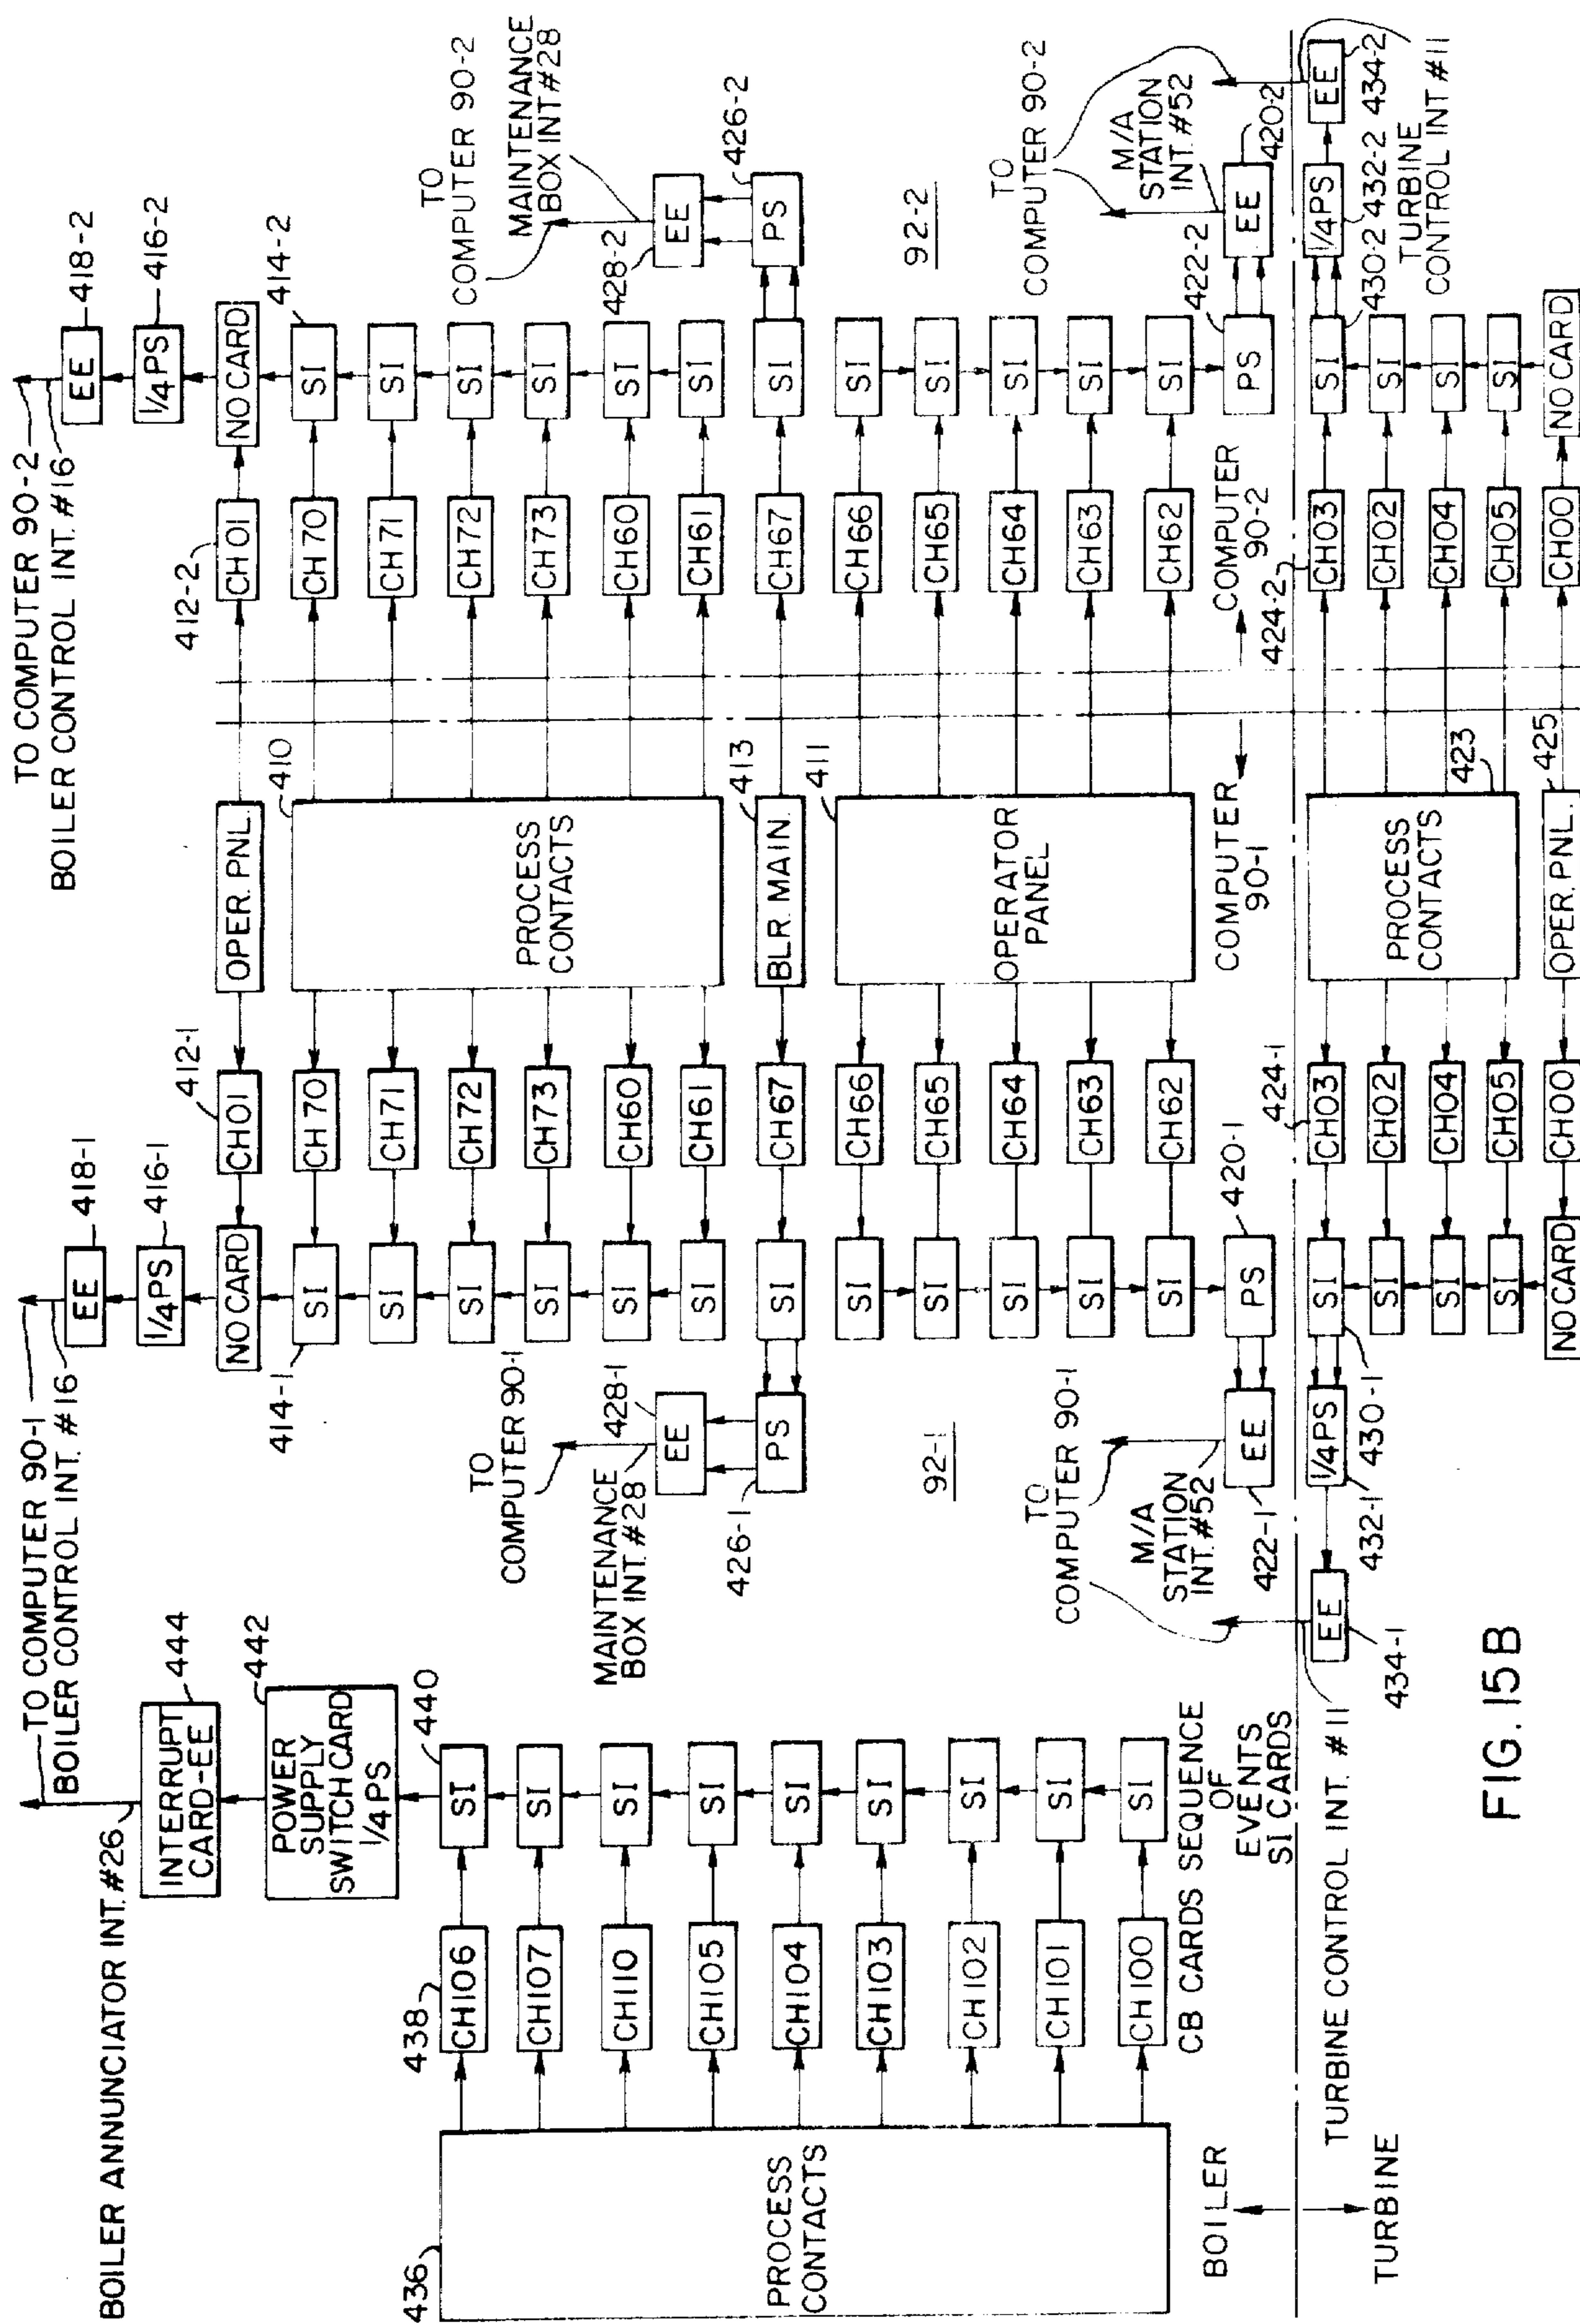 BOILER ANNUNCIATOR INT.#26
TO COMPUTER 90-1
BOILER CONTROL INT. #16
444
INTERRUPT
CARD-EE
442
POWER
SUPPLY
SWITCH CARD
1/4 PS
436
PROCESS
CONTACTS
438
440
CH106
SI
CH107
SI
CH110
SI
CH105
SI
CH104
SI
CH103
SI
CH102
SI
CH101
SI
CH100
SI
CB CARDS
SEQUENCE
OF
EVENTS
SI CARDS
BOILER
TURBINE
TURBINE CONTROL INT. #11
EE
418-1
1/4 PS
416-1
412-1
NO CARD
CH01
OPER. PNL.
414-1
410
SI
CH70
SI
CH71
SI
CH72
SI
CH73
SI
CH60
SI
CH61
PROCESS
CONTACTS
TO
COMPUTER 90-1
MAINTENANCE
BOX INT.#28
428-1
EE
PS
426-1
SI
CH67
BLR. MAIN.
413
92-1
411
SI
CH66
SI
CH65
SI
CH64
SI
CH63
SI
CH62
OPERATOR
PANEL
TO
COMPUTER 90-1
M/A
STATION
INT.#52
EE
422-1
PS
420-1
COMPUTER
90-1
COMPUTER
90-2
424-1
EE
434-1
1/4 PS
432-1
430-1
SI
CH03
SI
CH02
SI
CH04
SI
CH05
PROCESS
CONTACTS
423
NO CARD
CH00
OPER. PNL.
425
TO COMPUTER 90-2
BOILER CONTROL INT. #16
EE
418-2
1/4 PS
416-2
412-2
CH01
NO CARD
414-2
CH70
SI
CH71
SI
CH72
SI
CH73
SI
CH60
SI
CH61
SI
TO
COMPUTER 90-2
MAINTENANCE
BOX INT#28
428-2
EE
PS
426-2
CH67
SI
92-2
CH66
SI
CH65
SI
CH64
SI
CH63
SI
CH62
SI
TO
COMPUTER 90-2
M/A
STATION
INT.#52
422-2
PS
EE
420-2
424-2
CH03
SI
1/4 PS
EE
430-2
432-2
434-2
TURBINE
CONTROL INT #11
CH02
SI
CH04
SI
CH05
SI
CH00
NO CARD
FIG. 15B